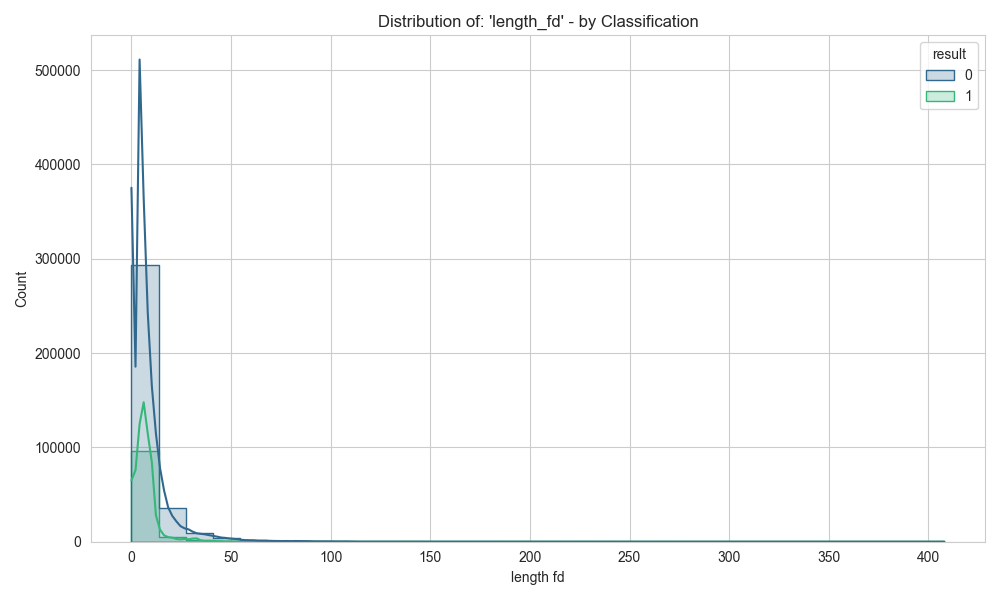 Distribution of: 'length_fd' - by Classification
result
0
1
Count
500000
400000
300000
200000
100000
0
0 50 100 150 200 250 300 350 400
length fd